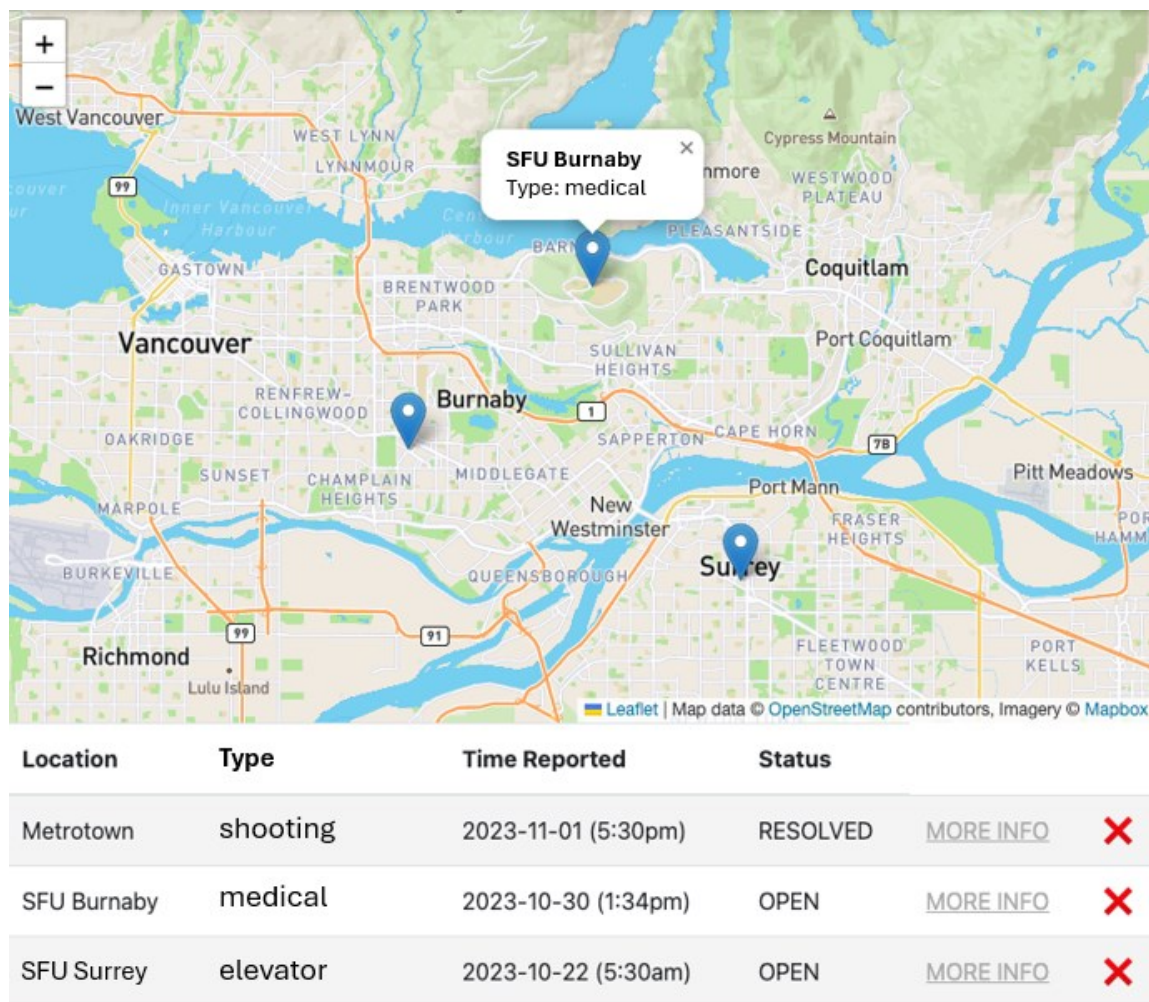 +
−
West Vancouver
WEST LYNN
LYNNMOUR
Cypress Mountain
SFU Burnaby
×
Type: medical
nmore
WESTWOOD
PLATEAU
99
Inner Vancouver
Harbour
PLEASANTSIDE
BARN
GASTOWN
Coquitlam
BRENTWOOD
PARK
Vancouver
Port Coquitlam
SULLIVAN
HEIGHTS
RENFREW-
COLLINGWOOD
Burnaby
1
OAKRIDGE
SAPPERTON
CAPE HORN
7B
SUNSET
CHAMPLAIN
HEIGHTS
MIDDLEGATE
Pitt Meadows
Port Mann
MARPOLE
New
Westminster
FRASER
HEIGHTS
POR
HAMM
BURKEVILLE
QUEENSBOROUGH
Surrey
99
91
Richmond
Lulu Island
FLEETWOOD
TOWN
CENTRE
PORT
KELLS
Leaflet | Map data © OpenStreetMap contributors, Imagery © Mapbox
Location Type Time Reported Status
Metrotown shooting 2023-11-01 (5:30pm) RESOLVED MORE INFO
SFU Burnaby medical 2023-10-30 (1:34pm) OPEN MORE INFO
SFU Surrey elevator 2023-10-22 (5:30am) OPEN MORE INFO